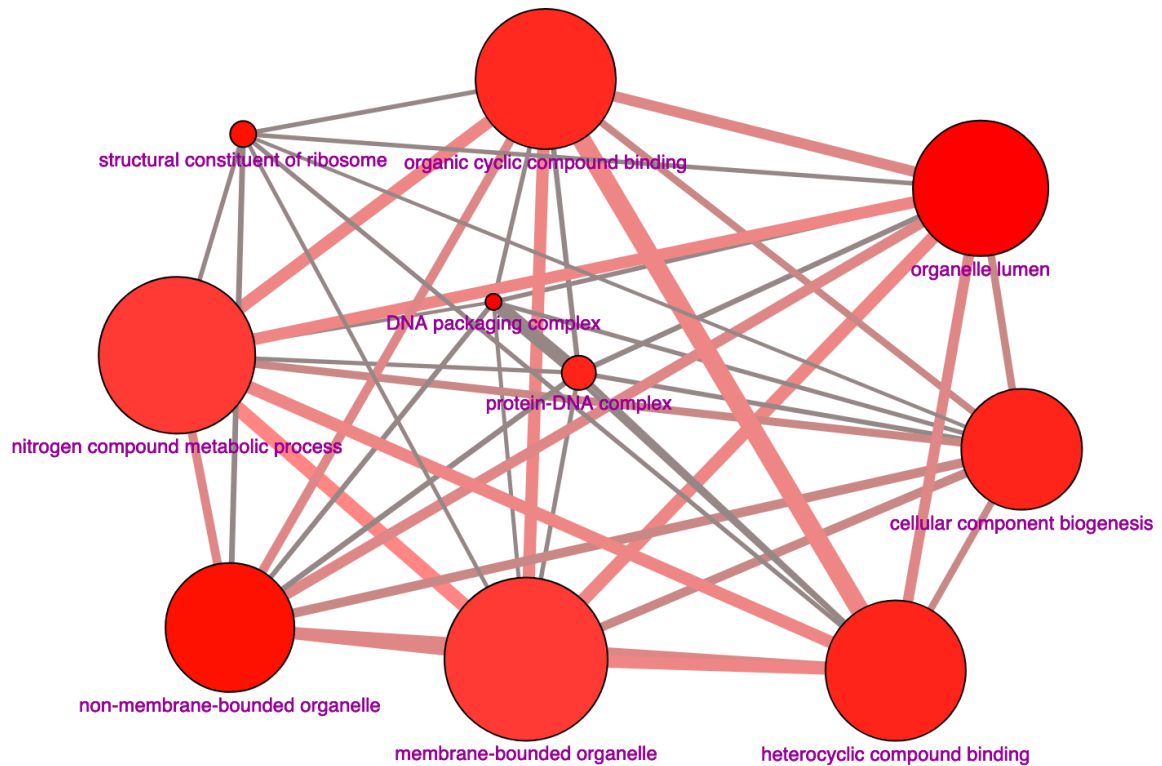 structural constituent of ribosome
organic cyclic compound binding
organelle lumen
DNA packaging complex
protein-DNA complex
nitrogen compound metabolic process
cellular component biogenesis
non-membrane-bounded organelle
membrane-bounded organelle
heterocyclic compound binding